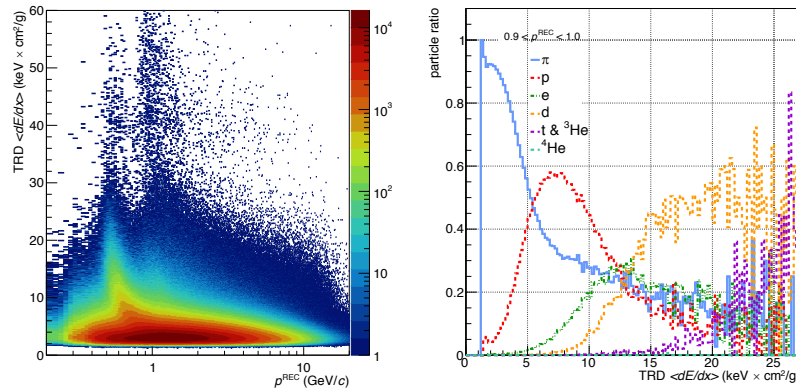 TRD <dE/dx> (keV × cm²/g)
60
50
40
30
20
10
0
1
10
p^REC (GeV/c)
10⁴
10³
10²
10
1
particle ratio
1
0.8
0.6
0.4
0.2
0
0.9 < p^REC < 1.0
π
p
e
d
t & ³He
⁴He
0
5
10
15
20
25
TRD <dE/dx> (keV × cm²/g)